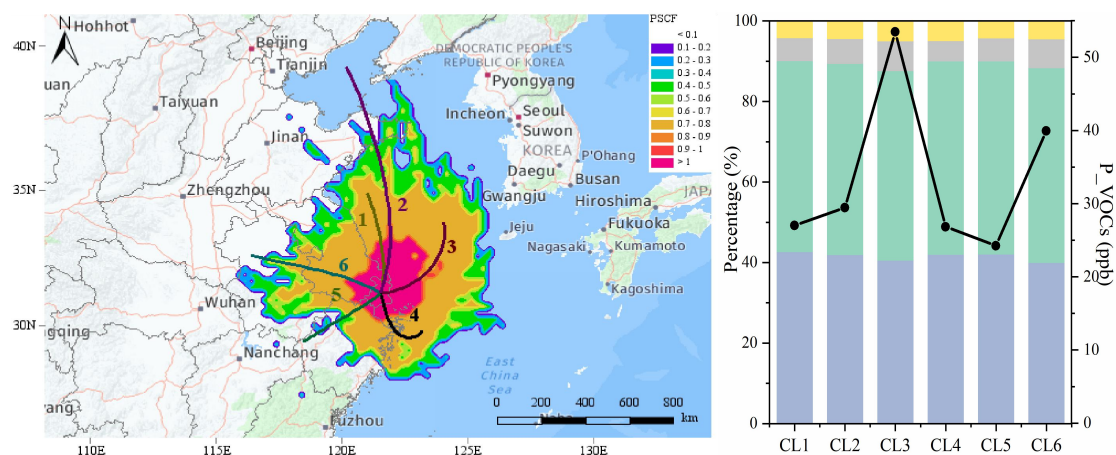 Hohhot
40N
Beijing
Tianjin
DEMOCRATIC PEOPLE'S
REPUBLIC OF KOREA
Pyongyang
uan
Taiyuan
Incheon
Seoul
Suwon
KOREA
Jinan
P'Ohang
Daegu
Busan
35N
Zhengzhou
Gwangju
JAPA
Hiroshima
Jeju
Fukuoka
Nagasaki
Kumamoto
Kagoshima
1
2
3
6
5
4
Wuhan
30N
ngqing
Nanchang
East
China
Sea
yang
Fuzhou
0 200 400 600 800
km
Naha
110E 115E 120E 125E 130E
PSCF
< 0.1
0.1 - 0.2
0.2 - 0.3
0.3 - 0.4
0.4 - 0.5
0.5 - 0.6
0.6 - 0.7
0.7 - 0.8
0.8 - 0.9
0.9 - 1
> 1
Percentage (%)
100
80
60
40
20
0
CL1 CL2 CL3 CL4 CL5 CL6
50
40
30
20
10
0
P_VOCs (ppb)